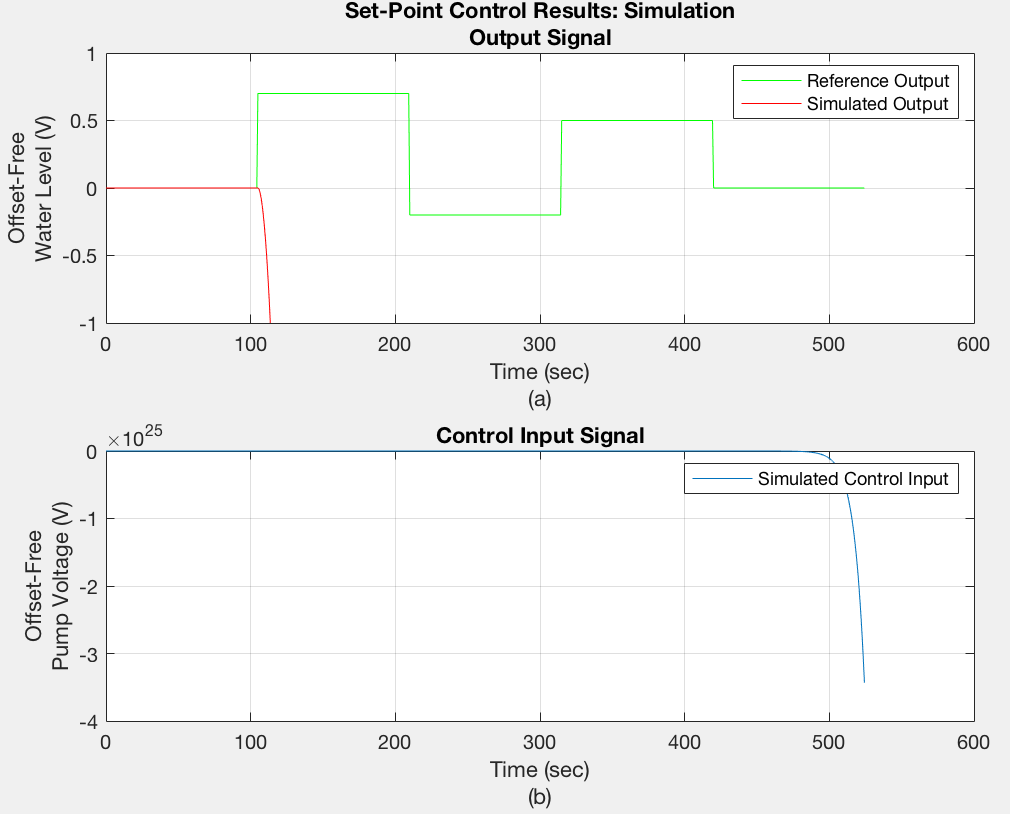 Set-Point Control Results: Simulation
Output Signal
1
0.5
0
-0.5
-1
Offset-Free
Water Level (V)
Reference Output
Simulated Output
0 100 200 300 400 500 600
Time (sec)
(a)
×10^25
Control Input Signal
0
-1
-2
-3
-4
Offset-Free
Pump Voltage (V)
Simulated Control Input
0 100 200 300 400 500 600
Time (sec)
(b)